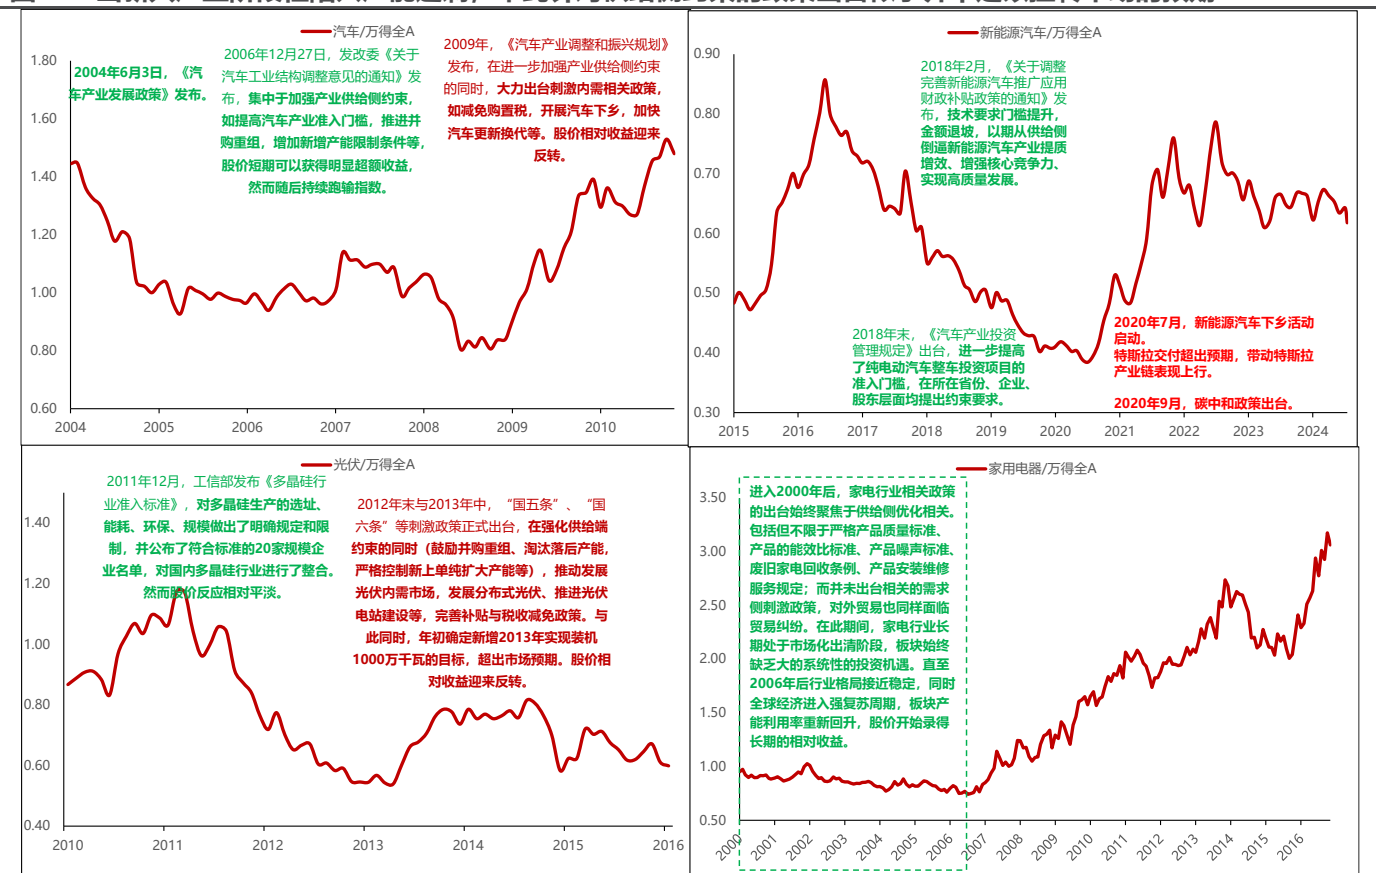 汽车/万得全A
1.80
1.60
1.40
1.20
1.00
0.80
0.60
2004
2005
2006
2007
2008
2009
2010
2004年6月3日，《汽
车产业发展政策》发布。
2006年12月27日，发改委《关于
汽车工业结构调整意见的通知》发
布，集中于加强产业供给侧约束，
如提高汽车产业准入门槛，推进并
购重组，增加新增产能限制条件等，
股价短期可以获得明显超额收益，
然而随后持续跑输指数。
2009年，《汽车产业调整和振兴规划》
发布，在进一步加强产业供给侧约束
的同时，大力出台刺激内需相关政策，
如减免购置税，开展汽车下乡，加快
汽车更新换代等。股价相对收益迎来
反转。
新能源汽车/万得全A
0.90
0.80
0.70
0.60
0.50
0.40
0.30
2015
2016
2017
2018
2019
2020
2021
2022
2023
2024
2018年2月，《关于调整
完善新能源汽车推广应用
财政补贴政策的通知》发
布，技术要求门槛提升，
金额退坡，以期从供给侧
倒逼新能源汽车产业提质
增效、增强核心竞争力、
实现高质量发展。
2018年末，《汽车产业投资
管理规定》出台，进一步提高
了纯电动汽车整车投资项目的
准入门槛，在所在省份、企业、
股东层面均提出约束要求。
2020年7月，新能源汽车下乡活动
启动。
特斯拉交付超出预期，带动特斯拉
产业链表现上行。
2020年9月，碳中和政策出台。
光伏/万得全A
1.40
1.20
1.00
0.80
0.60
0.40
2010
2011
2012
2013
2014
2015
2016
2011年12月，工信部发布《多晶硅行
业准入标准》，对多晶硅生产的选址、
能耗、环保、规模做出了明确规定和限
制，并公布了符合标准的20家规模企
业名单，对国内多晶硅行业进行了整合。
然而股价反应相对平淡。
2012年末与2013年中，“国五条”、“国
六条”等刺激政策正式出台，在强化供给端
约束的同时（鼓励并购重组、淘汰落后产能，
严格控制新上单纯扩大产能等），推动发展
光伏内需市场，发展分布式光伏、推进光伏
电站建设等，完善补贴与税收减免政策。与
此同时，年初确定新增2013年实现装机
1000万千瓦的目标，超出市场预期。股价相
对收益迎来反转。
家用电器/万得全A
3.50
3.00
2.50
2.00
1.50
1.00
0.50
2000
2001
2002
2003
2004
2005
2006
2007
2008
2009
2010
2011
2012
2013
2014
2015
2016
进入2000年后，家电行业相关政策
的出台始终聚焦于供给侧优化相关。
包括但不限于严格产品质量标准、
产品的能效比标准、产品噪声标准、
废旧家电回收条例、产品安装维修
服务规定；而并未出台相关的需求
侧刺激政策，对外贸易也同样面临
贸易纠纷。在此期间，家电行业长
期处于市场化出清阶段，板块始终
缺乏大的系统性的投资机遇。直至
2006年后行业格局接近稳定，同时
全球经济进入强复苏周期，板块产
能利用率重新回升，股价开始录得
长期的相对收益。